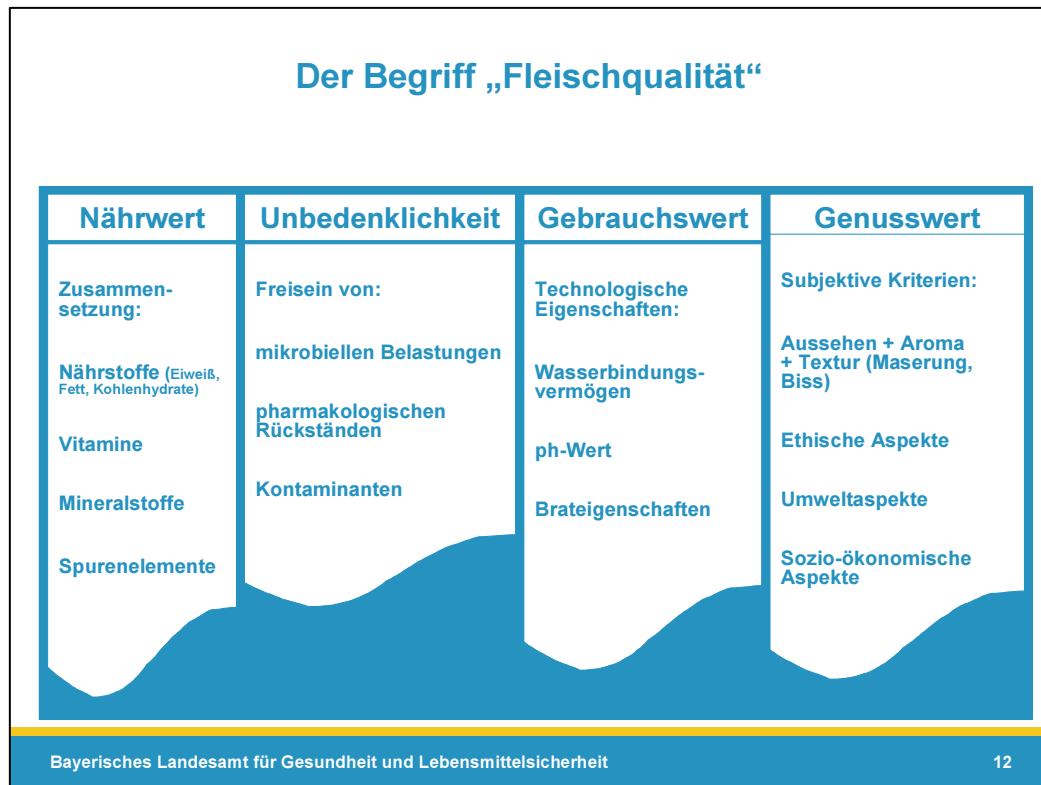 Der Begriff „Fleischqualität“
Nährwert
Zusammen-
setzung:
Nährstoffe (Eiweiß,
Fett, Kohlenhydrate)
Vitamine
Mineralstoffe
Spurenelemente
Unbedenklichkeit
Freisein von:
mikrobiellen Belastungen
pharmakologischen
Rückständen
Kontaminanten
Gebrauchswert
Technologische
Eigenschaften:
Wasserbindungs-
vermögen
ph-Wert
Brateigenschaften
Genusswert
Subjektive Kriterien:
Aussehen + Aroma
+ Textur (Maserung,
Biss)
Ethische Aspekte
Umweltaspekte
Sozio-ökonomische
Aspekte
Bayerisches Landesamt für Gesundheit und Lebensmittelsicherheit 12